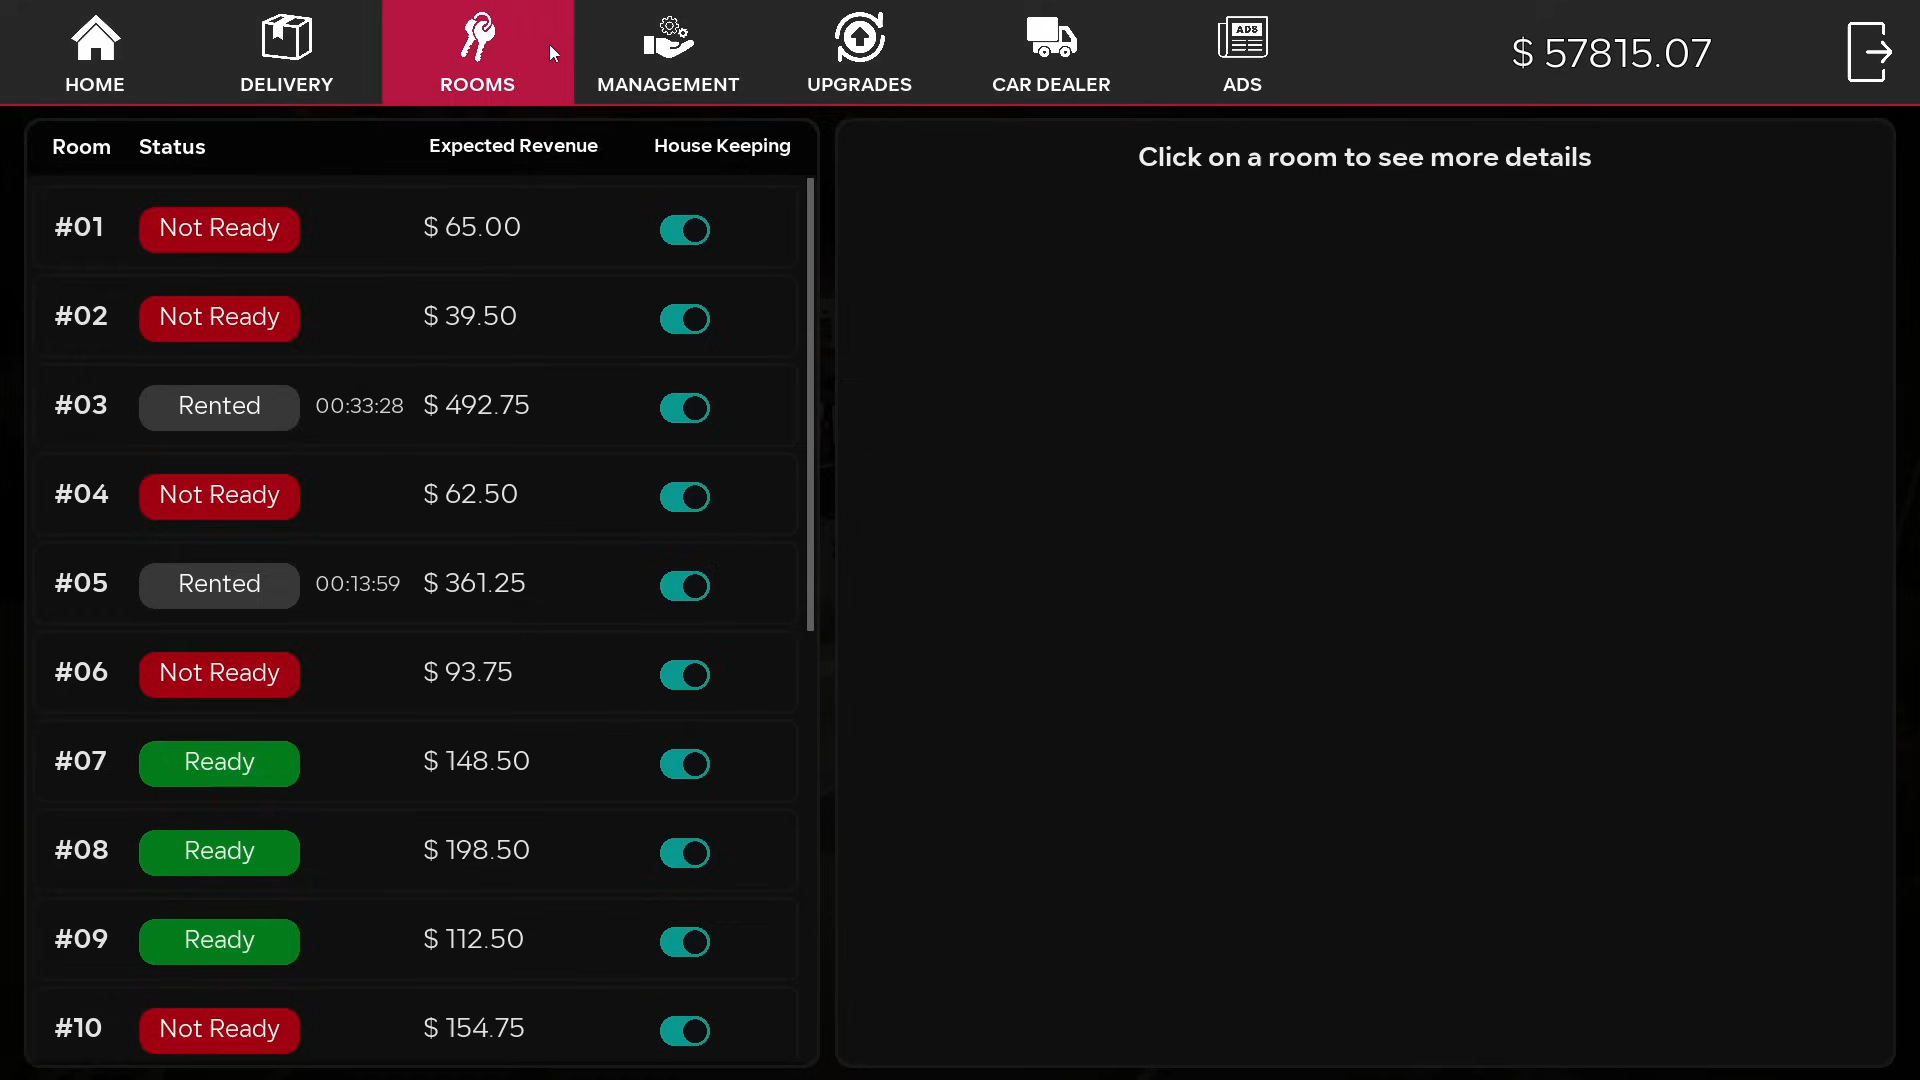 HOME DELIVERY ROOMS MANAGEMENT UPGRADES CAR DEALER ADS
ADS
$ 57815.07
Room Status Expected Revenue House Keeping
#01 Not Ready $ 65.00
#02 Not Ready $ 39.50
#03 Rented 00:33:28 $ 492.75
#04 Not Ready $ 62.50
#05 Rented 00:13:59 $ 361.25
#06 Not Ready $ 93.75
#07 Ready $ 148.50
#08 Ready $ 198.50
#09 Ready $ 112.50
#10 Not Ready $ 154.75
Click on a room to see more details